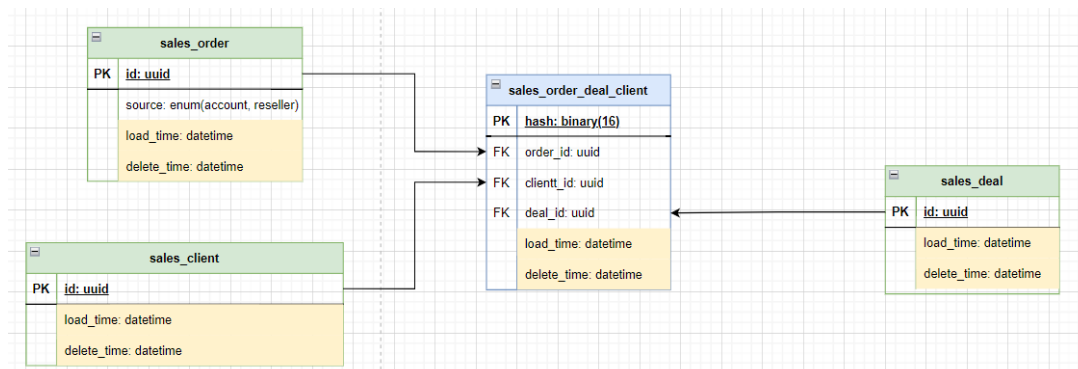 sales_order
PK id: uuid
source: enum(account, reseller)
load_time: datetime
delete_time: datetime
sales_client
PK id: uuid
load_time: datetime
delete_time: datetime
sales_order_deal_client
PK hash: binary(16)
FK order_id: uuid
FK clientt_id: uuid
FK deal_id: uuid
load_time: datetime
delete_time: datetime
sales_deal
PK id: uuid
load_time: datetime
delete_time: datetime